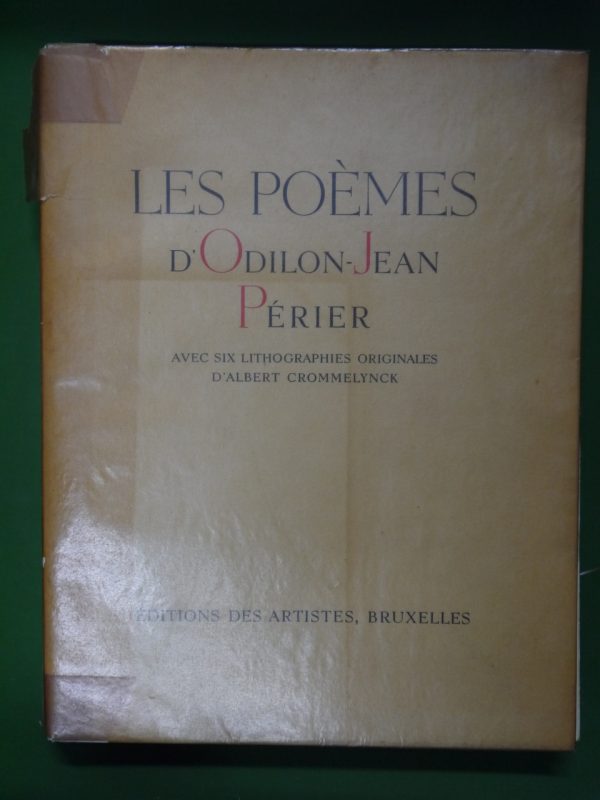 LES POÈMES
D'ODILON-JEAN
PÉRIER
AVEC SIX LITHOGRAPHIES ORIGINALES
D'ALBERT CROMMELYNCK
ÉDITIONS DES ARTISTES, BRUXELLES